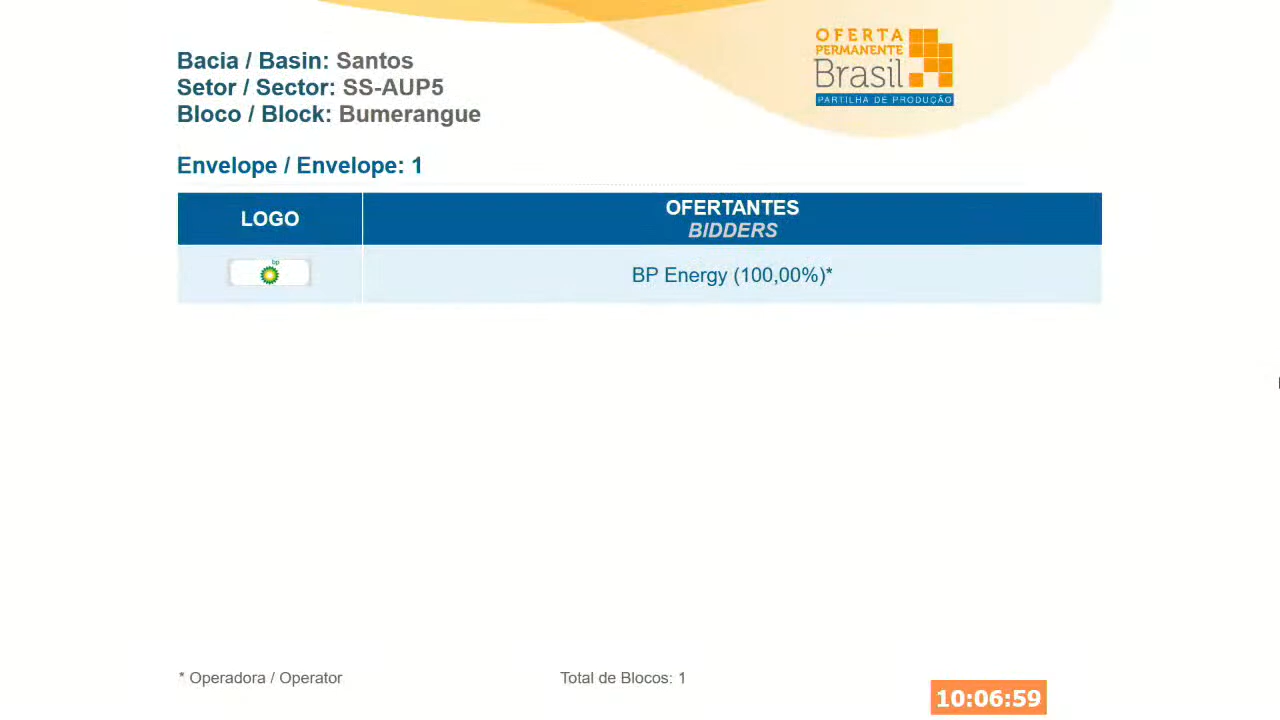 OFERTA
PERMANENTE
Brasil
PARTILHA DE PRODUÇÃO
Bacia / Basin: Santos
Setor / Sector: SS-AUP5
Bloco / Block: Bumerangue
Envelope / Envelope: 1
LOGO
OFERTANTES
BIDDERS
bp
BP Energy (100,00%)*
* Operadora / Operator
Total de Blocos: 1
10:06:59